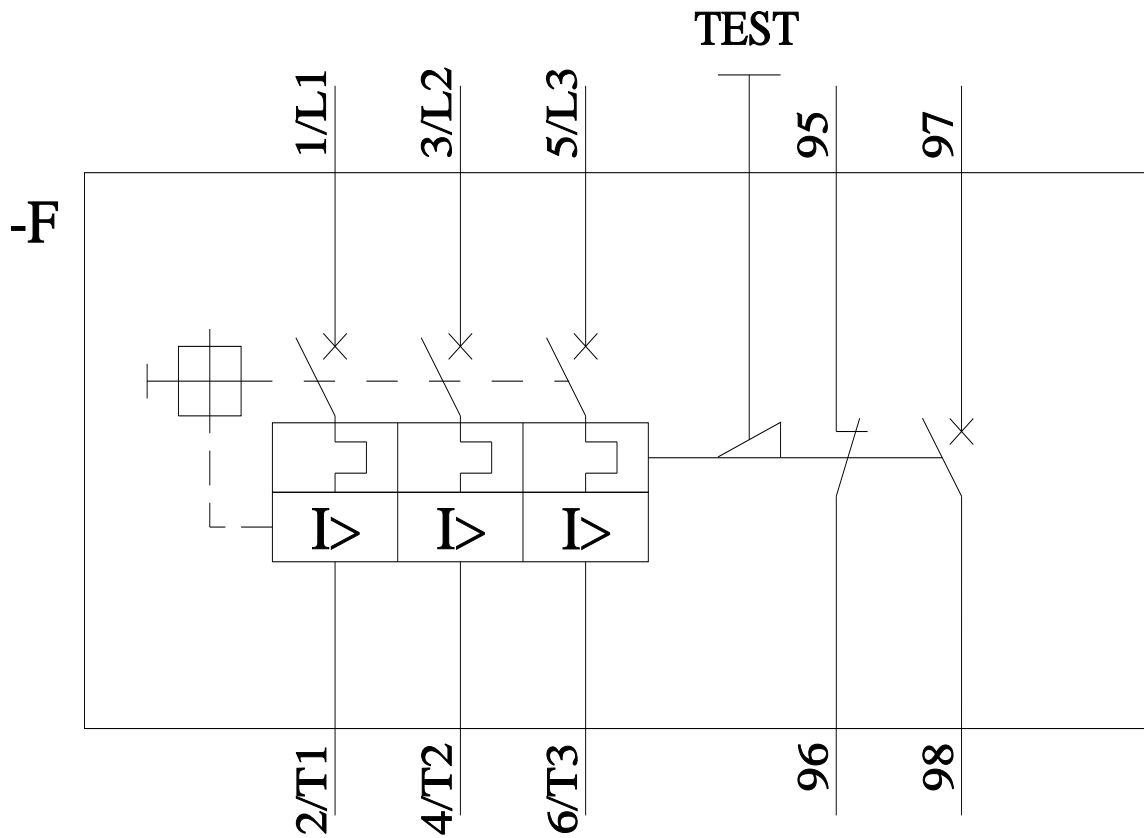 TEST
1/L1
3/L2
5/L3
95
97
-F
I>
I>
I>
2/T1
4/T2
6/T3
96
98